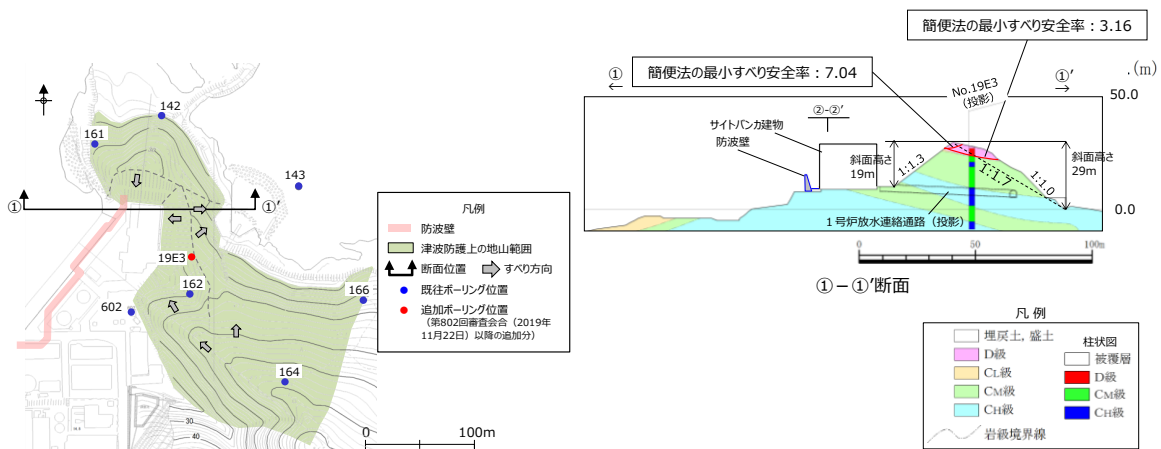 142
161
143
①
①′
19E3
162
602
166
164
30
40
0
100m
凡例
防波壁
津波防護上の地山範囲
断面位置
すべり方向
既往ボーリング位置
追加ボーリング位置
(第802回審査会合(2019年
11月22日)以降の追加分)
簡便法の最小すべり安全率:3.16
簡便法の最小すべり安全率:7.04
.(m)
①
①′
No.19E3
(投影)
50.0
②-②′
サイトバンカ建物
防波壁
斜面高さ
19m
1:1.3
1:1.7
1:1.0
斜面高さ
29m
0.0
1号炉放水連絡通路(投影)
0
50
100m
①-①′断面
凡 例
埋戻土, 盛土
D級
CL級
CM級
CH級
岩級境界線
柱状図
被覆層
D級
CM級
CH級